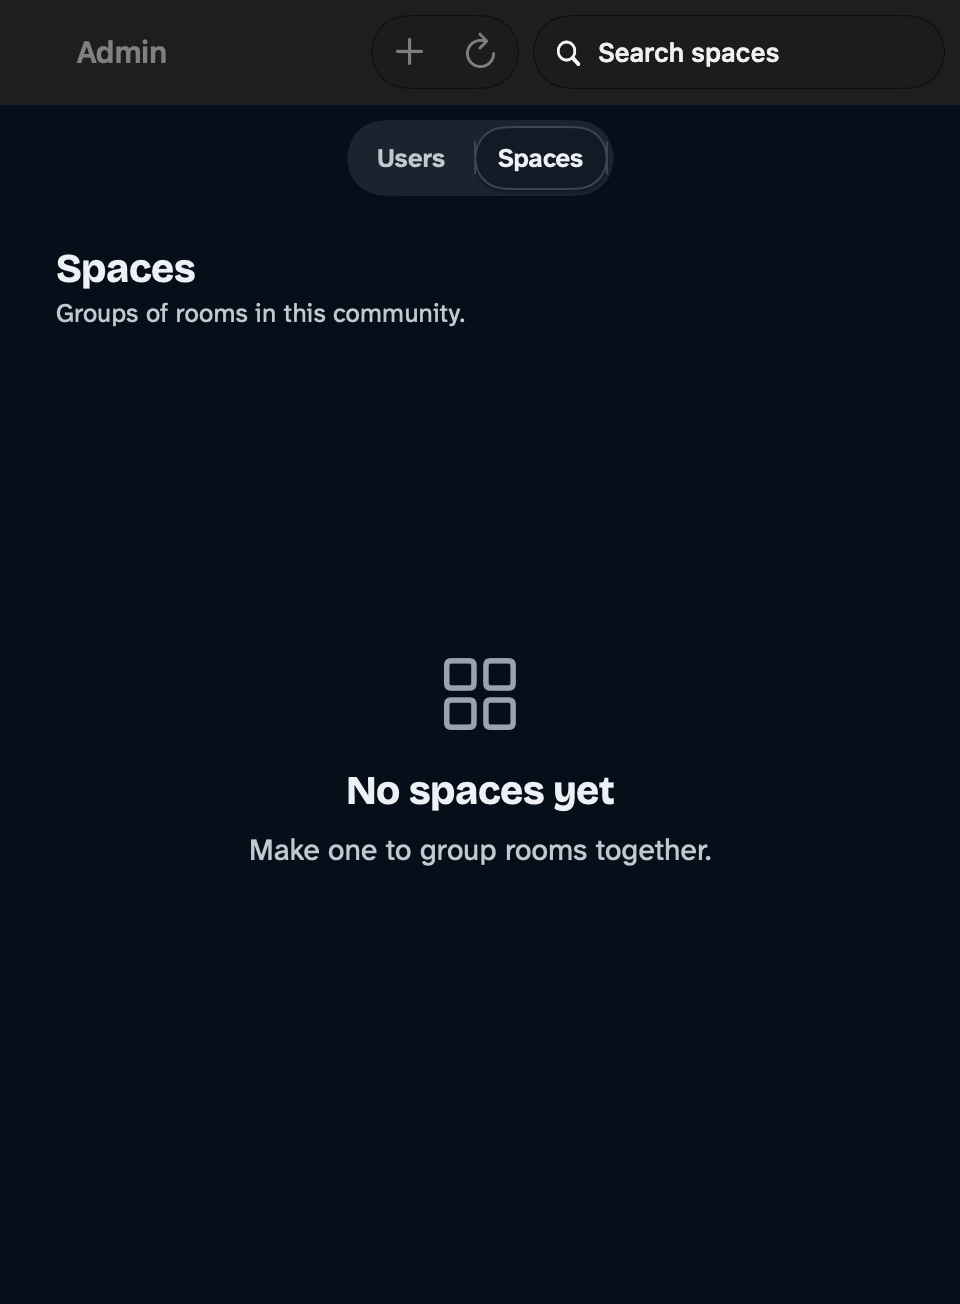 Admin
Search spaces
Users
Spaces
Spaces
Groups of rooms in this community.
No spaces yet
Make one to group rooms together.